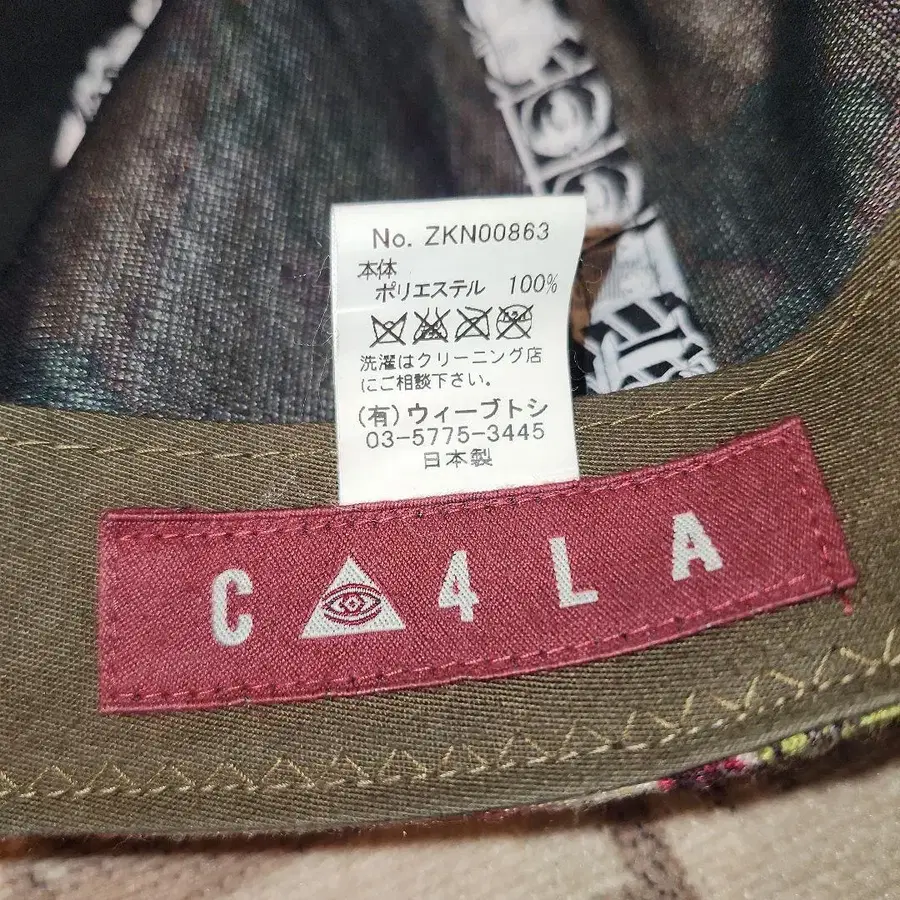 No. ZKN00863
本体
ポリエステル 100%
洗濯はクリーニング店
にご相談下さい。
(有)ウィーブトシ
03-5775-3445
日本製
C 4 L A